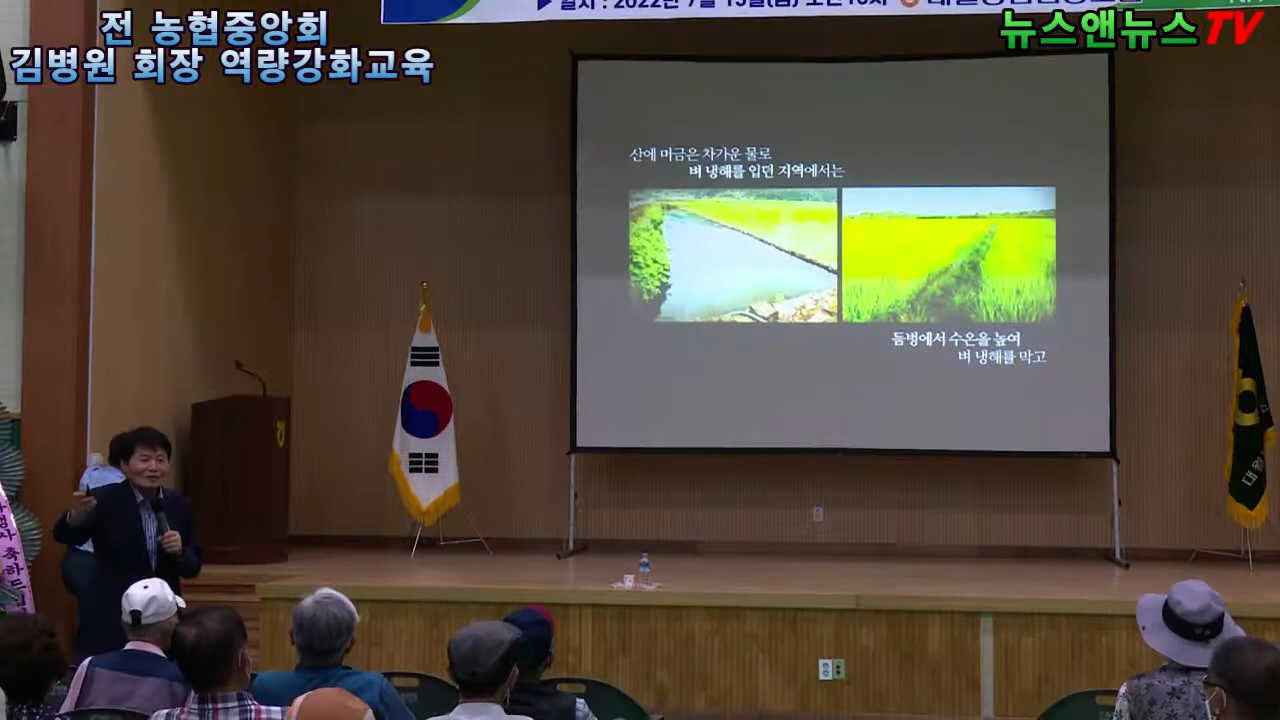 전 농협중앙회
김병원 회장 역량강화교육
뉴스앤뉴스TV
산에 머금은 차가운 물로
벼 냉해를 입던 지역에서는
둠벙에서 수온을 높여
벼 냉해를 막고